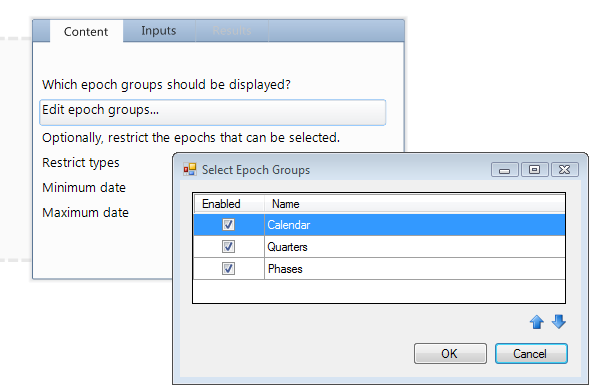 Content Inputs Results
Which epoch groups should be displayed?
Edit epoch groups...
Optionally, restrict the epochs that can be selected.
Restrict types
Minimum date
Maximum date
Select Epoch Groups
Enabled Name
Calendar
Quarters
Phases
OK Cancel